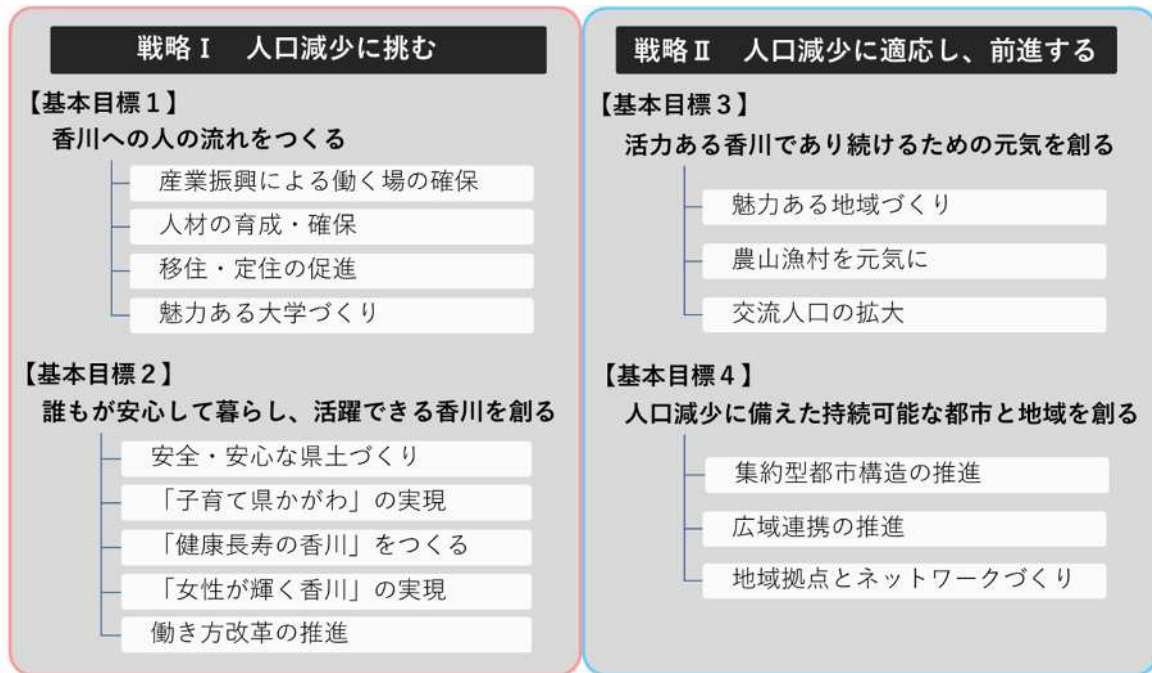 戦略Ⅰ　人口減少に挑む
【基本目標１】
香川への人の流れをつくる
産業振興による働く場の確保
人材の育成・確保
移住・定住の促進
魅力ある大学づくり
【基本目標２】
誰もが安心して暮らし、活躍できる香川を創る
安全・安心な県土づくり
「子育て県かがわ」の実現
「健康長寿の香川」をつくる
「女性が輝く香川」の実現
働き方改革の推進
戦略Ⅱ　人口減少に適応し、前進する
【基本目標３】
活力ある香川であり続けるための元気を創る
魅力ある地域づくり
農山漁村を元気に
交流人口の拡大
【基本目標４】
人口減少に備えた持続可能な都市と地域を創る
集約型都市構造の推進
広域連携の推進
地域拠点とネットワークづくり